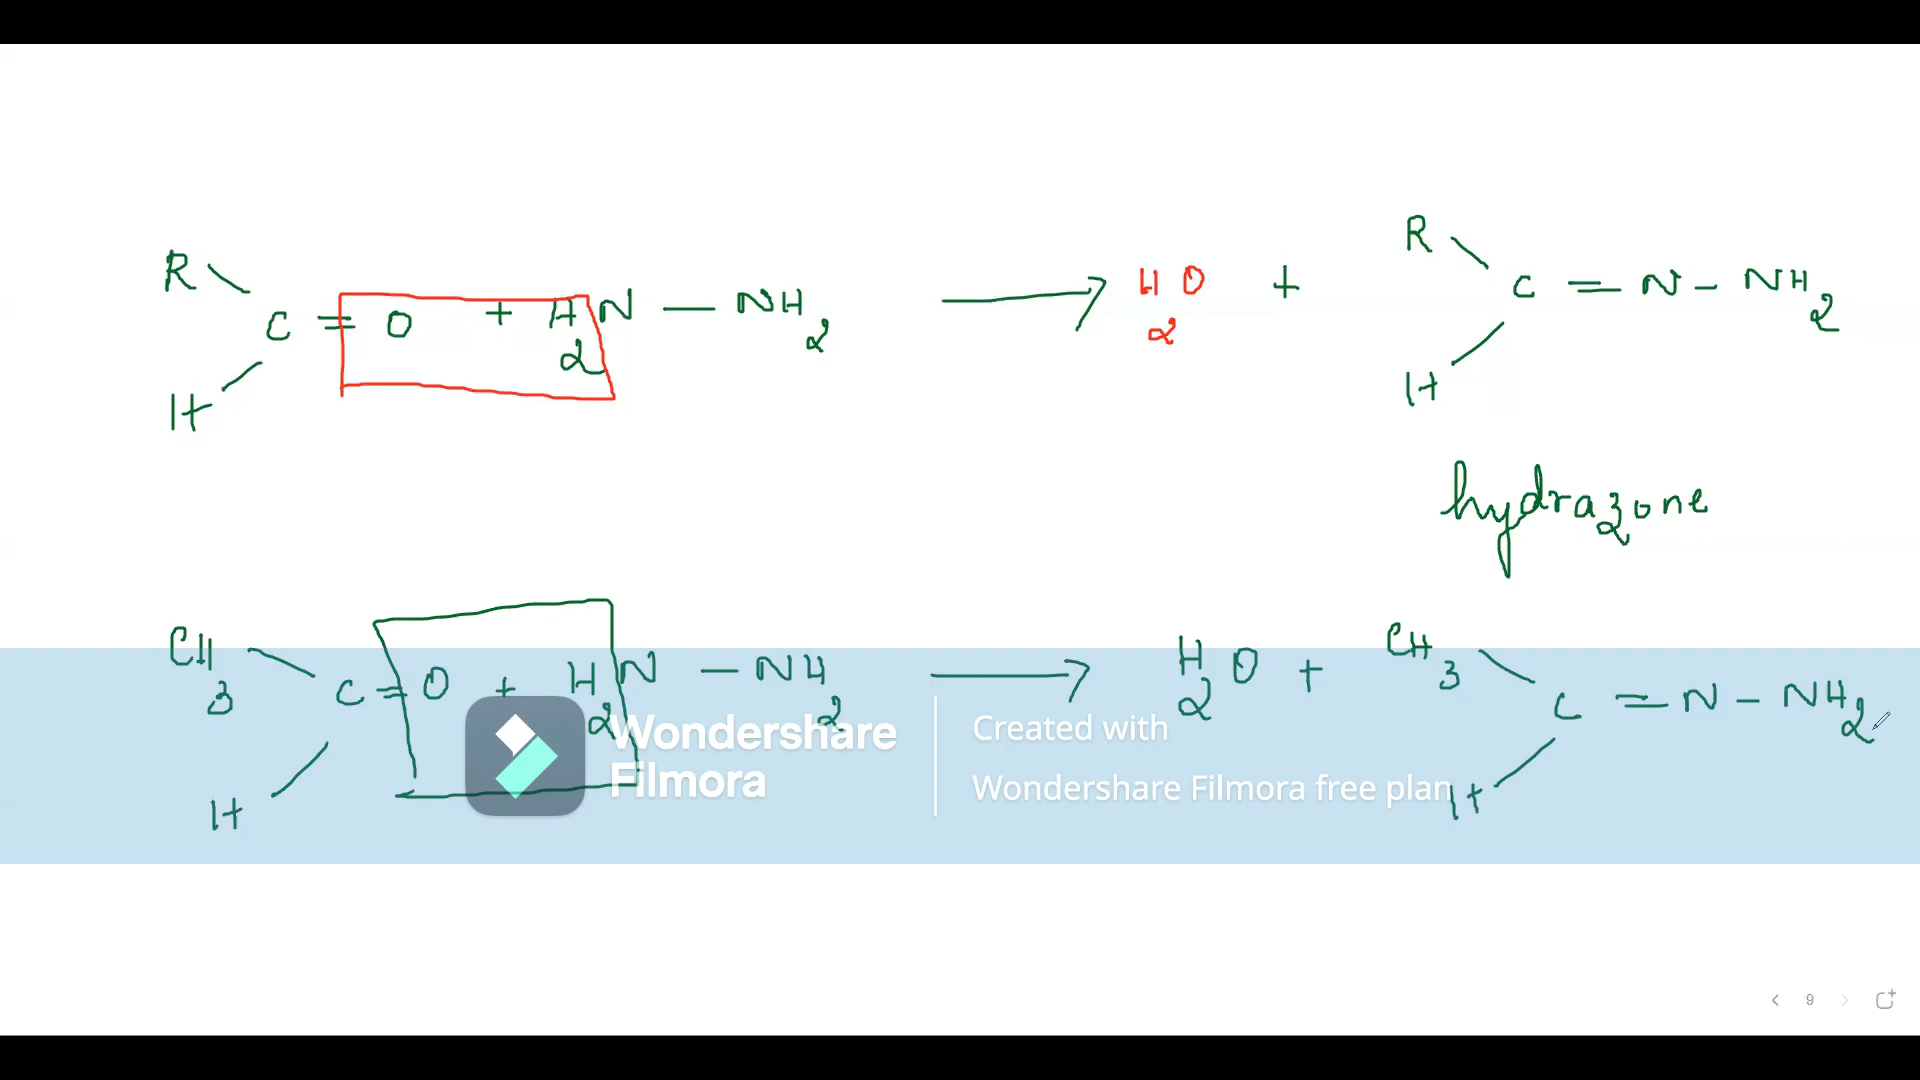 R
C = O + H2N — NH2 → H2O + C = N - NH2
H
R
H
hydrazone
CH3
C = O + H2N — NH2 → H2O + C = N - NH2
H
CH3
H
Wondershare
Filmora
Created with
Wondershare Filmora free plan
9